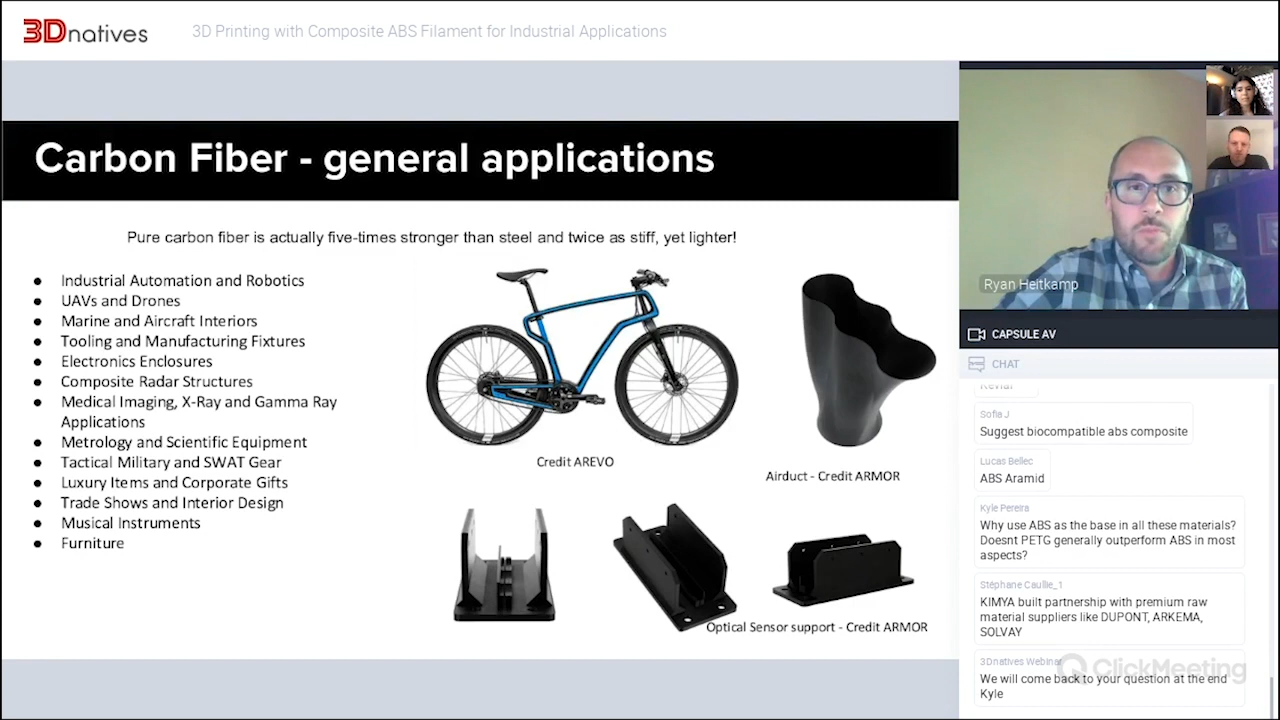 3Dnatives
3D Printing with Composite ABS Filament for Industrial Applications
Carbon Fiber - general applications
Pure carbon fiber is actually five-times stronger than steel and twice as stiff, yet lighter!
● Industrial Automation and Robotics
● UAVs and Drones
● Marine and Aircraft Interiors
● Tooling and Manufacturing Fixtures
● Electronics Enclosures
● Composite Radar Structures
● Medical Imaging, X-Ray and Gamma Ray
Applications
● Metrology and Scientific Equipment
● Tactical Military and SWAT Gear
● Luxury Items and Corporate Gifts
● Trade Shows and Interior Design
● Musical Instruments
● Furniture
Credit AREVO
Airduct - Credit ARMOR
Optical Sensor support - Credit ARMOR
Ryan Heitkamp
CAPSULE AV
CHAT
Kevlar
Sofia J
Suggest biocompatible abs composite
Lucas Bellec
ABS Aramid
Kyle Pereira
Why use ABS as the base in all these materials?
Doesnt PETG generally outperform ABS in most
aspects?
Stéphane Caullie_1
KIMYA built partnership with premium raw
material suppliers like DUPONT, ARKEMA,
SOLVAY
3Dnatives Webinar
We will come back to your question at the end
Kyle
ClickMeeting